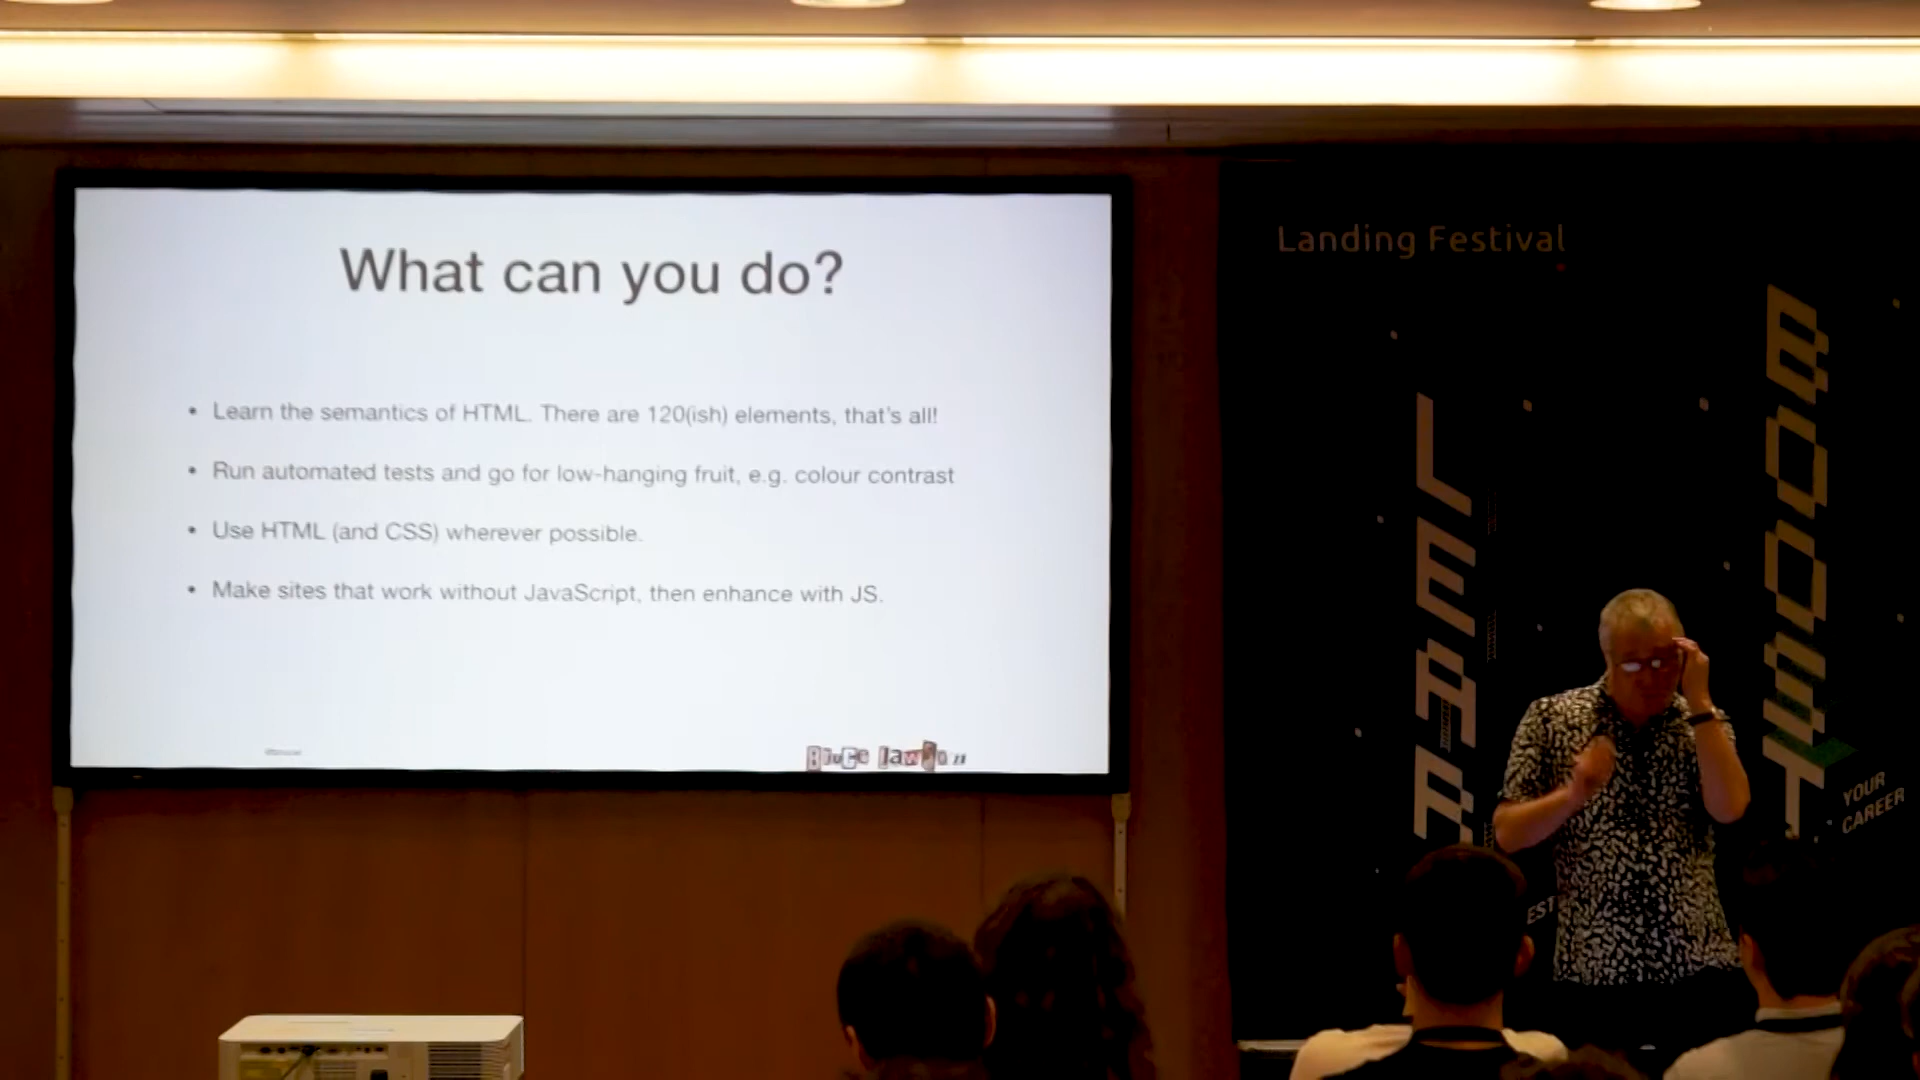 What can you do?
• Learn the semantics of HTML. There are 120(ish) elements, that's all!
• Run automated tests and go for low-hanging fruit, e.g. colour contrast
• Use HTML (and CSS) wherever possible.
• Make sites that work without JavaScript, then enhance with JS.
Bruce Lawson
Landing Festival
YOUR
CAREER